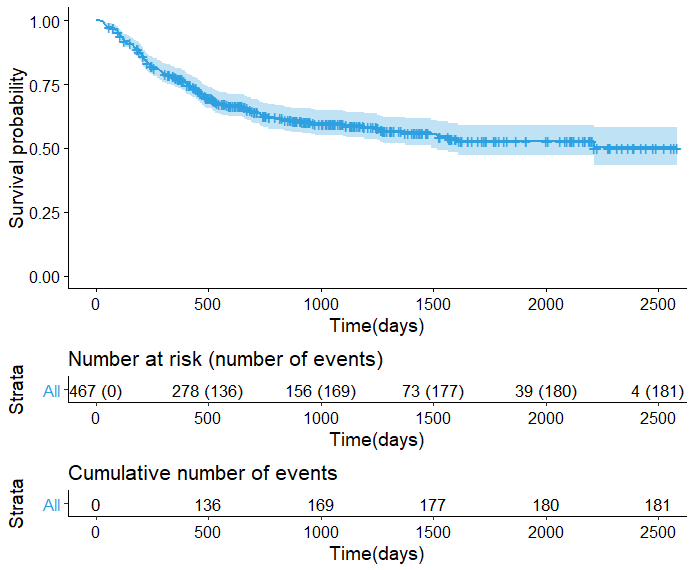 Survival probability
1.00
0.75
0.50
0.25
0.00
0 500 1000 1500 2000 2500
Time(days)
Number at risk (number of events)
Strata
All 467 (0) 278 (136) 156 (169) 73 (177) 39 (180) 4 (181)
0 500 1000 1500 2000 2500
Time(days)
Cumulative number of events
Strata
All 0 136 169 177 180 181
0 500 1000 1500 2000 2500
Time(days)